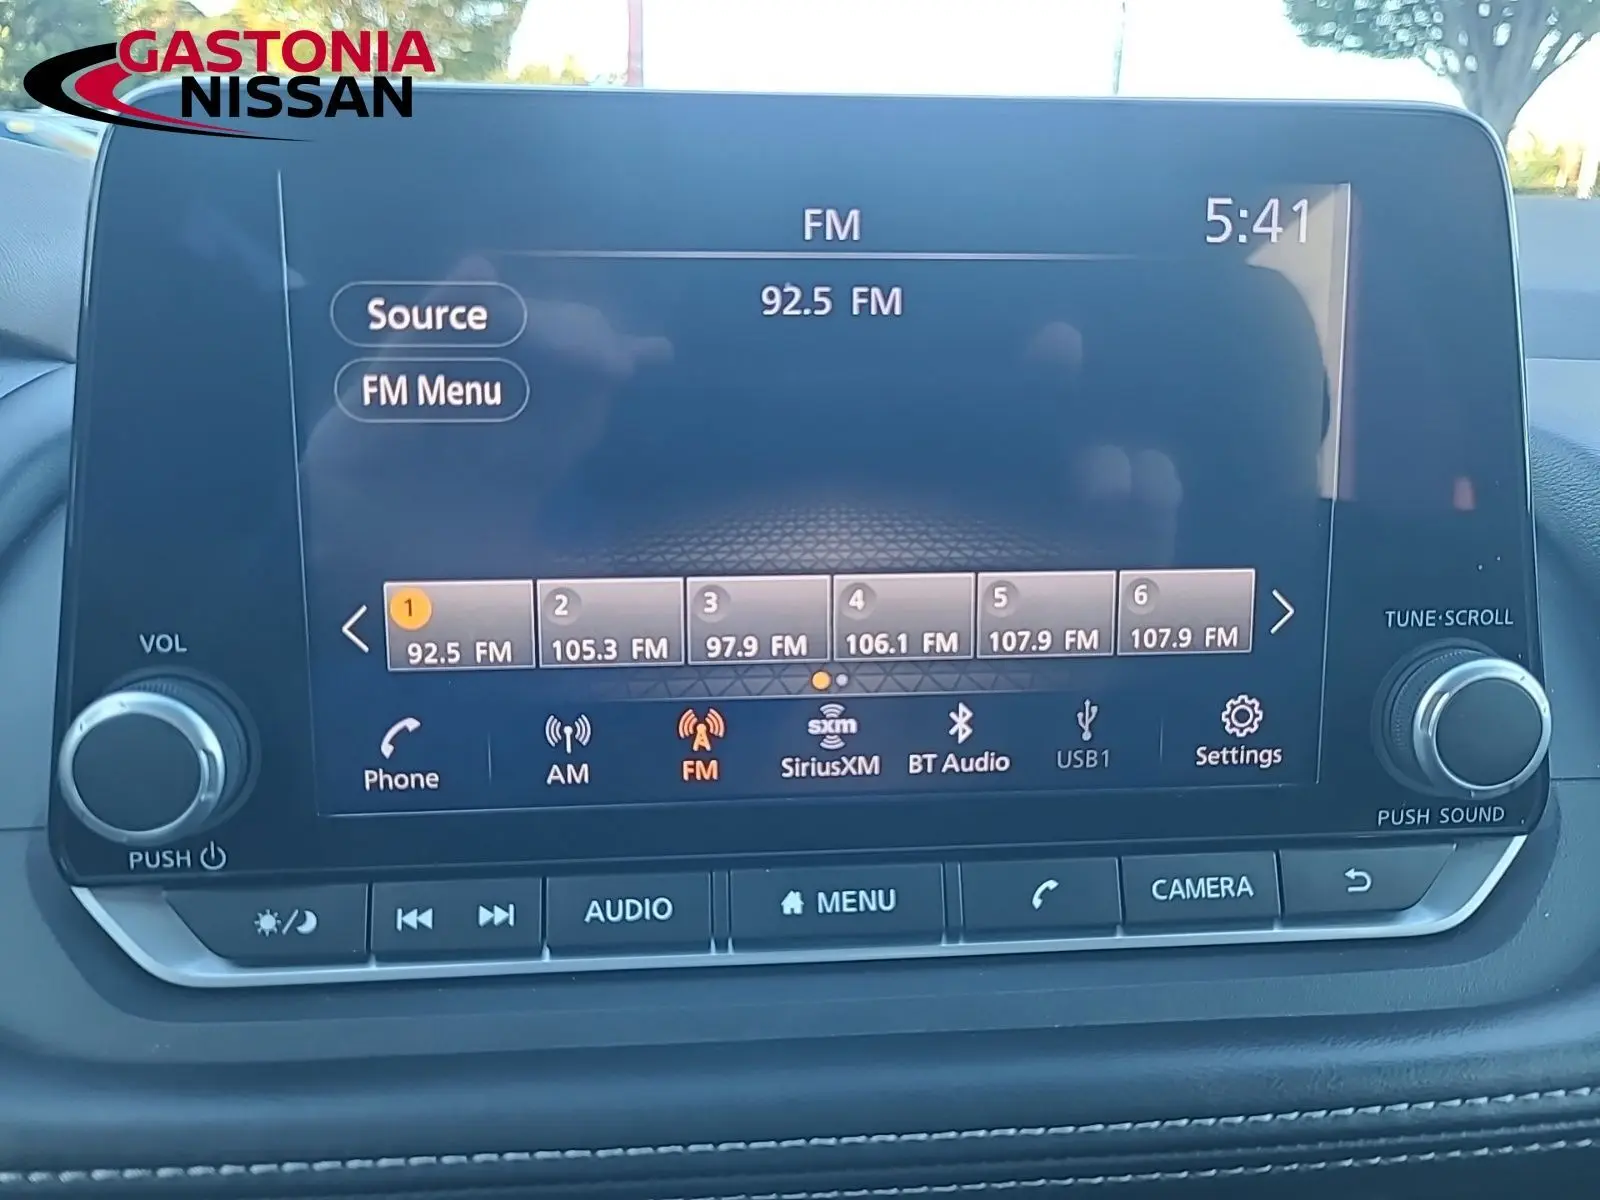 GASTONIA
NISSAN
FM
5:41
92.5 FM
Source
FM Menu
1
92.5 FM
2
105.3 FM
3
97.9 FM
4
106.1 FM
5
107.9 FM
6
107.9 FM
VOL
TUNE·SCROLL
Phone
AM
FM
sxm
SiriusXM
BT Audio
USB1
Settings
PUSH
PUSH SOUND
AUDIO
MENU
CAMERA